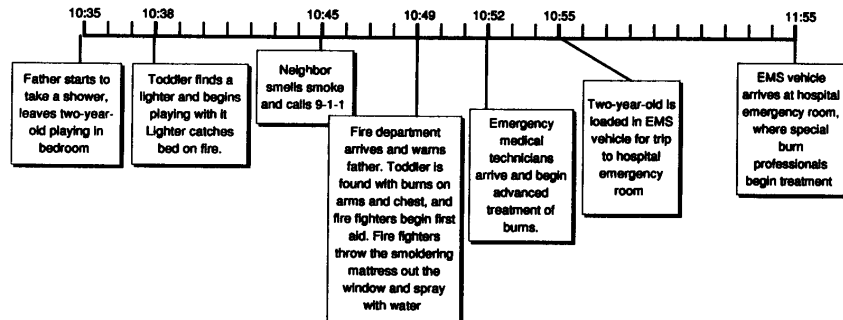 10:35
10:38
10:45
10:49
10:52
10:55
11:55
Father starts to
take a shower,
leaves two-year-
old playing in
bedroom
Toddler finds a
lighter and begins
playing with it
Lighter catches
bed on fire.
Neighbor
smells smoke
and calls 9-1-1
Fire department
arrives and warns
father. Toddler is
found with burns on
arms and chest, and
fire fighters begin first
aid. Fire fighters
throw the smoldering
mattress out the
window and spray
with water
Emergency
medical
technicians
arrive and begin
advanced
treatment of
burns.
Two-year-old is
loaded in EMS
vehicle for trip
to hospital
emergency
room
EMS vehicle
arrives at hospital
emergency room,
where special
burn
professionals
begin treatment